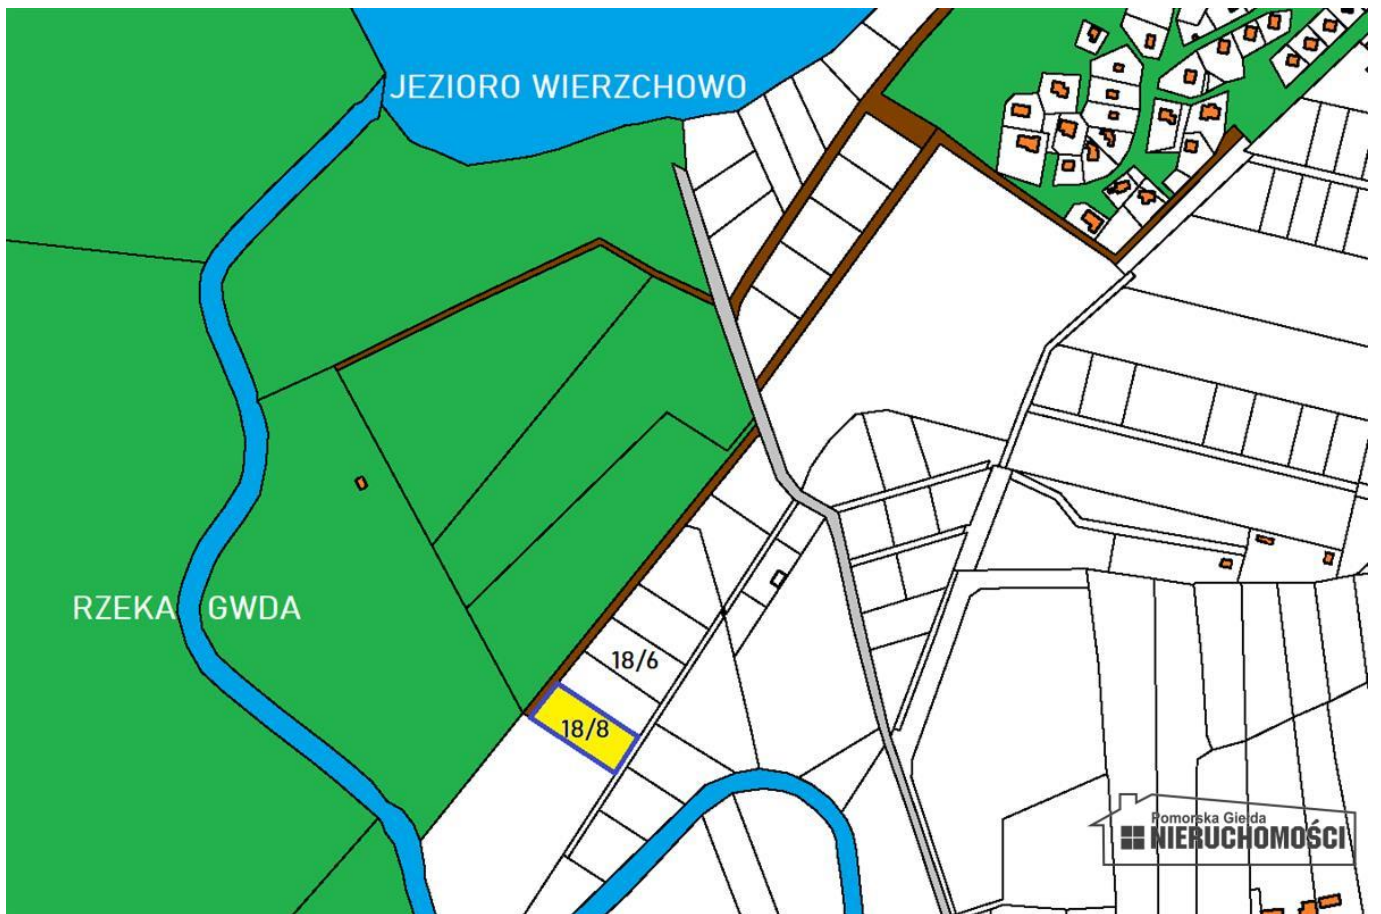 JEZIORO WIERZCHOWO
RZEKA GWDA
18/6
18/8
Pomorska Giełda
NIERUCHOMOŚCI